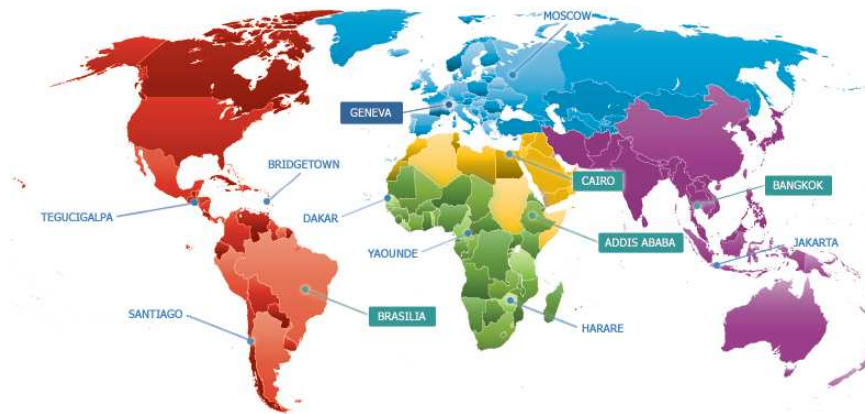 MOSCOW
GENEVA
BRIDGETOWN
CAIRO
BANGKOK
TEGUCIGALPA
DAKAR
YAOUNDE
ADDIS ABABA
JAKARTA
SANTIAGO
BRASILIA
HARARE